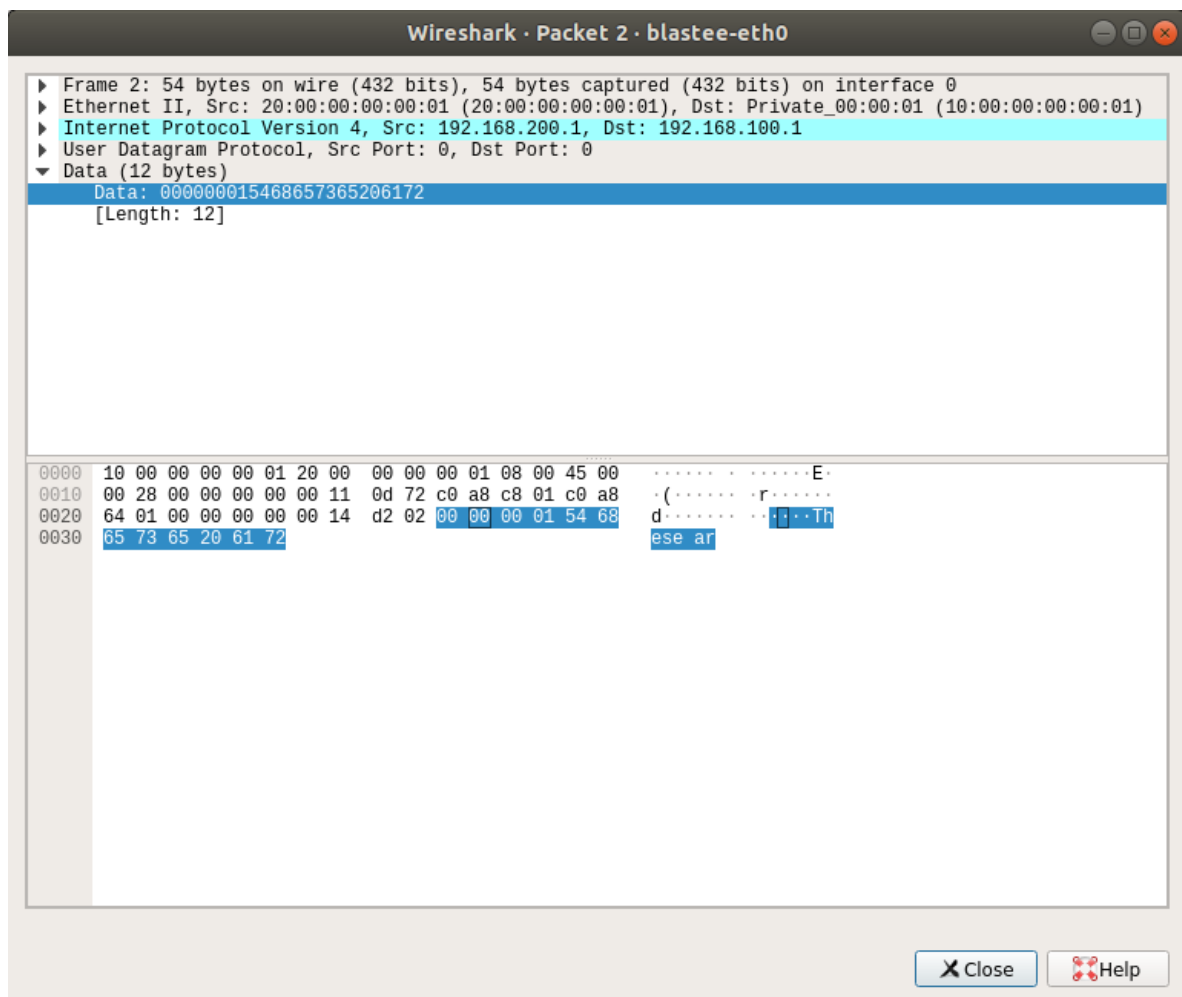 Wireshark · Packet 2 · blastee-eth0
Frame 2: 54 bytes on wire (432 bits), 54 bytes captured (432 bits) on interface 0
Ethernet II, Src: 20:00:00:00:00:01 (20:00:00:00:00:01), Dst: Private_00:00:01 (10:00:00:00:00:01)
Internet Protocol Version 4, Src: 192.168.200.1, Dst: 192.168.100.1
User Datagram Protocol, Src Port: 0, Dst Port: 0
Data (12 bytes)
Data: 000000015468657365206172
[Length: 12]
0000 10 00 00 00 00 01 20 00 00 00 00 01 08 00 45 00 ······ · ······E·
0010 00 28 00 00 00 00 00 11 0d 72 c0 a8 c8 01 c0 a8 ·(······ ·r······
0020 64 01 00 00 00 00 00 14 d2 02 00 00 00 01 54 68 d······· ······Th
0030 65 73 65 20 61 72 ese ar
Close Help